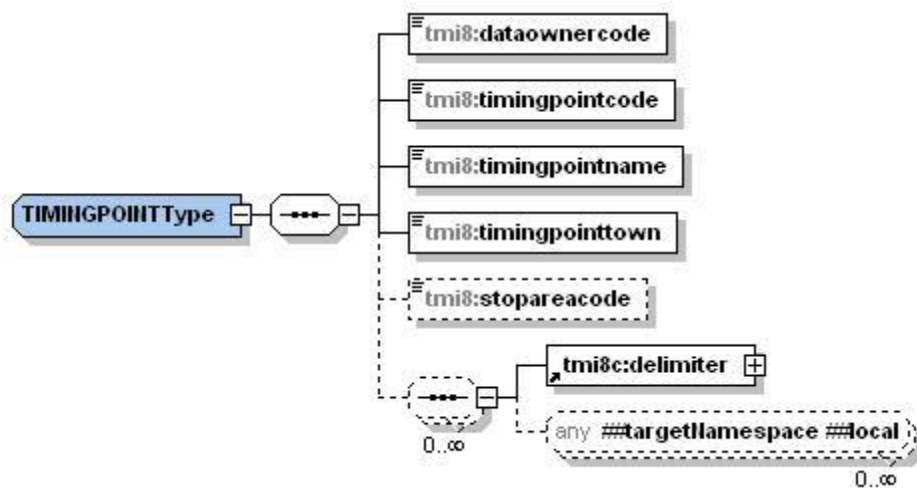 tmi8:dataownercode
tmi8:timingpointcode
tmi8:timingpointname
TIMINGPOINTType
tmi8:timingpointtown
tmi8:stopareacode
tmi8c:delimiter
0..∞
any ##targetNamespace ##local
0..∞